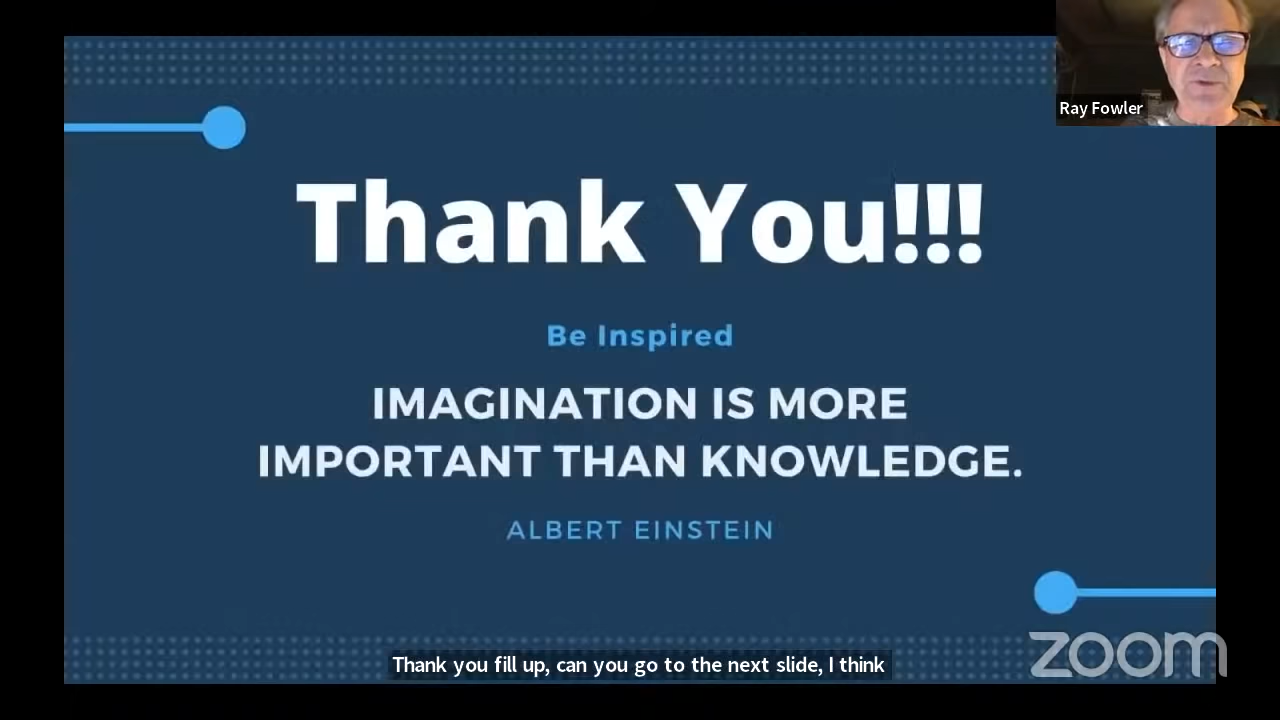 Ray Fowler
Thank You!!!
Be Inspired
IMAGINATION IS MORE
IMPORTANT THAN KNOWLEDGE.
ALBERT EINSTEIN
zoom
Thank you fill up, can you go to the next slide, I think